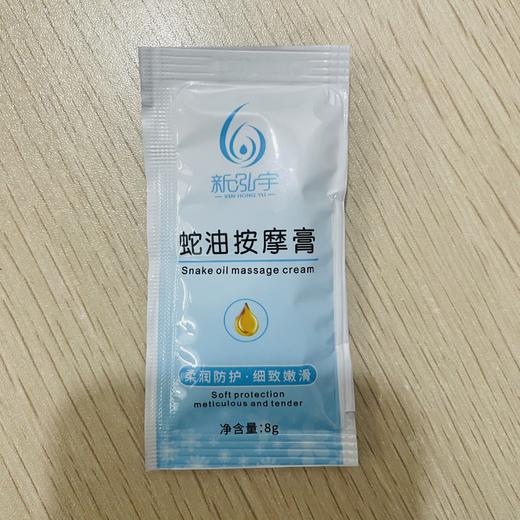 新泓宇
XIN HONG YU
蛇油按摩膏
Snake oil massage cream
柔润防护·细致嫩滑
Soft protection
meticulous and tender
净含量:8g